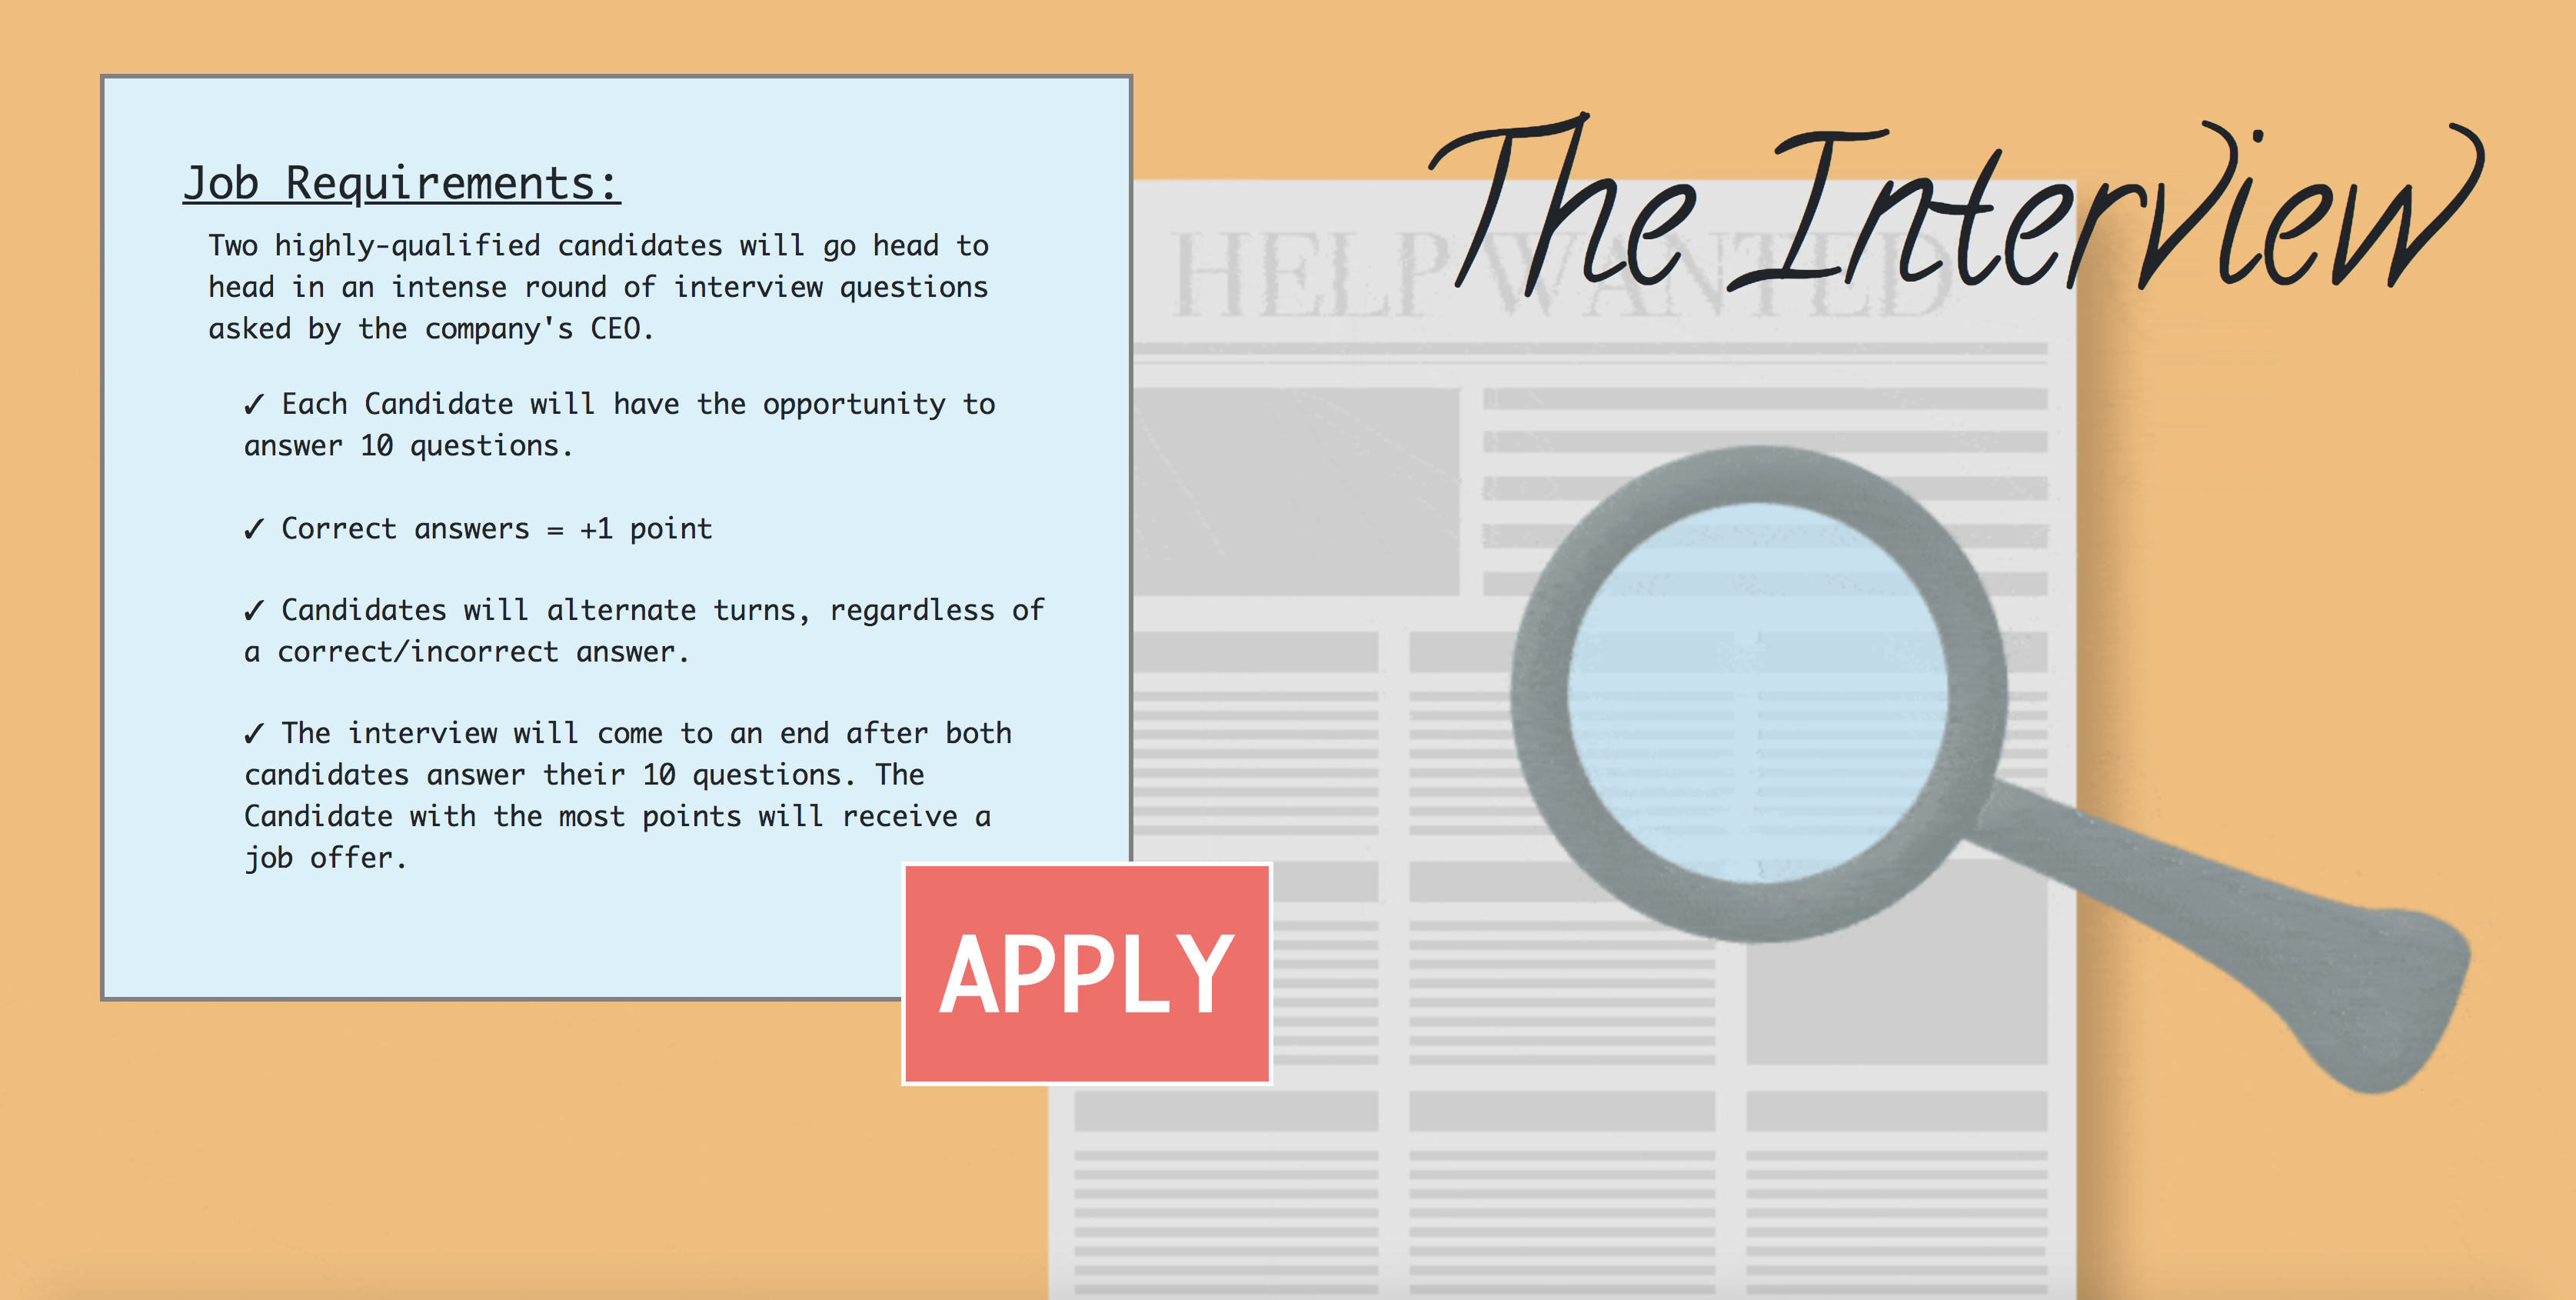 The Interview
HELP WANTED
Job Requirements:
Two highly-qualified candidates will go head to
head in an intense round of interview questions
asked by the company's CEO.
✓ Each Candidate will have the opportunity to
answer 10 questions.
✓ Correct answers = +1 point
✓ Candidates will alternate turns, regardless of
a correct/incorrect answer.
✓ The interview will come to an end after both
candidates answer their 10 questions. The
Candidate with the most points will receive a
job offer.
APPLY